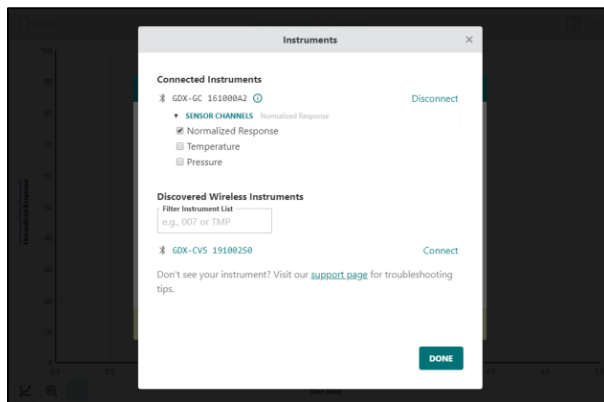 Instruments
×
Connected Instruments
GDX-GC 161000A2
Disconnect
SENSOR CHANNELS Normalized Response
Normalized Response
Temperature
Pressure
Discovered Wireless Instruments
Filter Instrument List
e.g., 007 or TMP
GDX-CVS 19100250
Connect
Don't see your instrument? Visit our support page for troubleshooting
tips.
DONE
Normalized Response